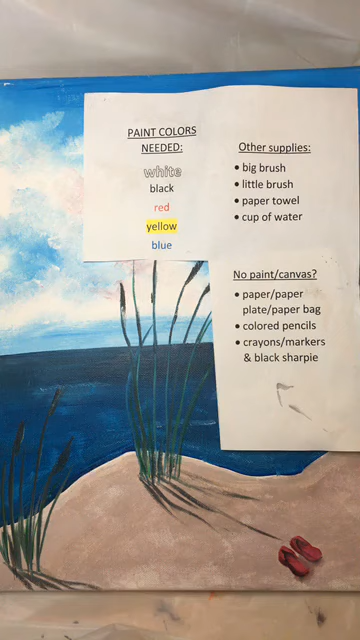 PAINT COLORS
NEEDED:
white
black
red
yellow
blue
Other supplies:
• big brush
• little brush
• paper towel
• cup of water
No paint/canvas?
• paper/paper
plate/paper bag
• colored pencils
• crayons/markers
& black sharpie